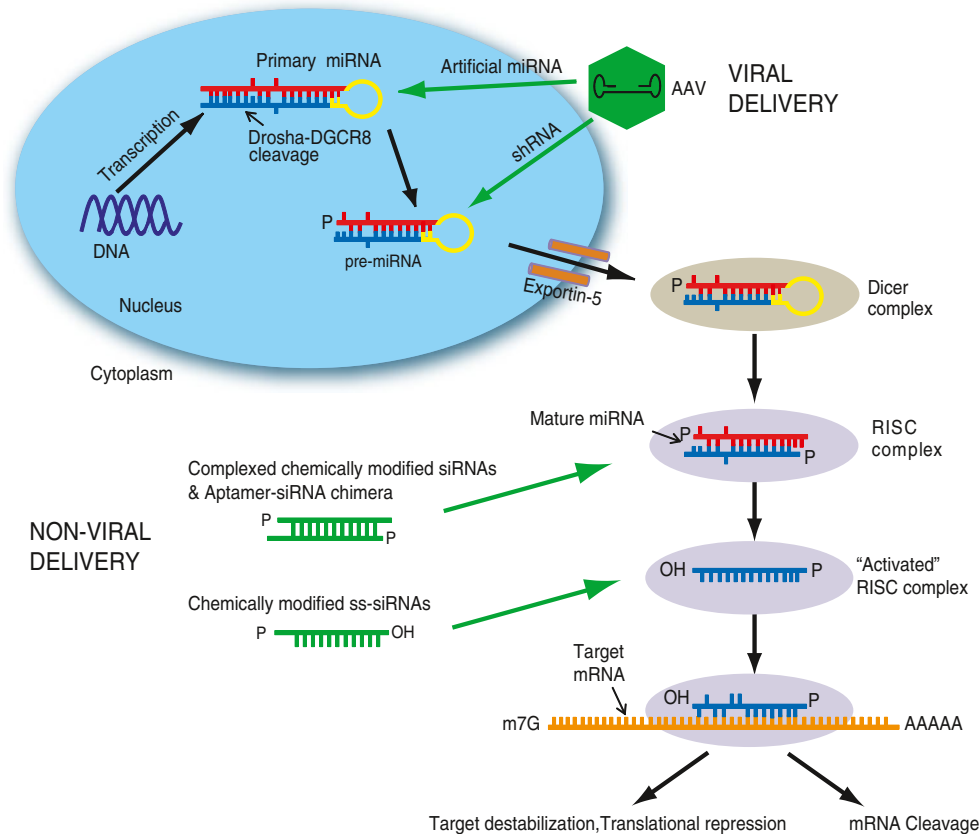 Primary miRNA
Artificial miRNA
AAV
VIRAL
DELIVERY
Transcription
Drosha-DGCR8
cleavage
shRNA
DNA
P
pre-miRNA
Exportin-5
Nucleus
Cytoplasm
P
Dicer
complex
Mature miRNA
P
P
RISC
complex
Complexed chemically modified siRNAs
& Aptamer-siRNA chimera
P
P
NON-VIRAL
DELIVERY
OH
P
"Activated"
RISC complex
Chemically modified ss-siRNAs
P
OH
Target
mRNA
OH
P
m7G
AAAAA
Target destabilization,Translational repression
mRNA Cleavage